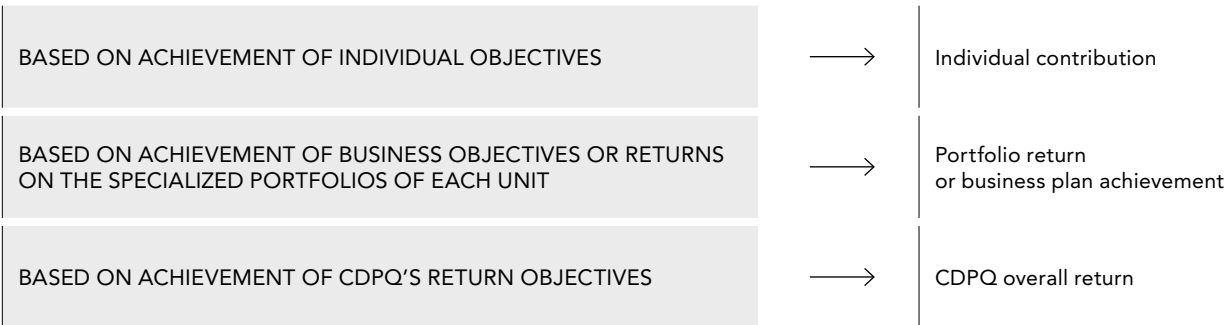 BASED ON ACHIEVEMENT OF INDIVIDUAL OBJECTIVES
Individual contribution
BASED ON ACHIEVEMENT OF BUSINESS OBJECTIVES OR RETURNS
ON THE SPECIALIZED PORTFOLIOS OF EACH UNIT
Portfolio return
or business plan achievement
BASED ON ACHIEVEMENT OF CDPQ’S RETURN OBJECTIVES
CDPQ overall return